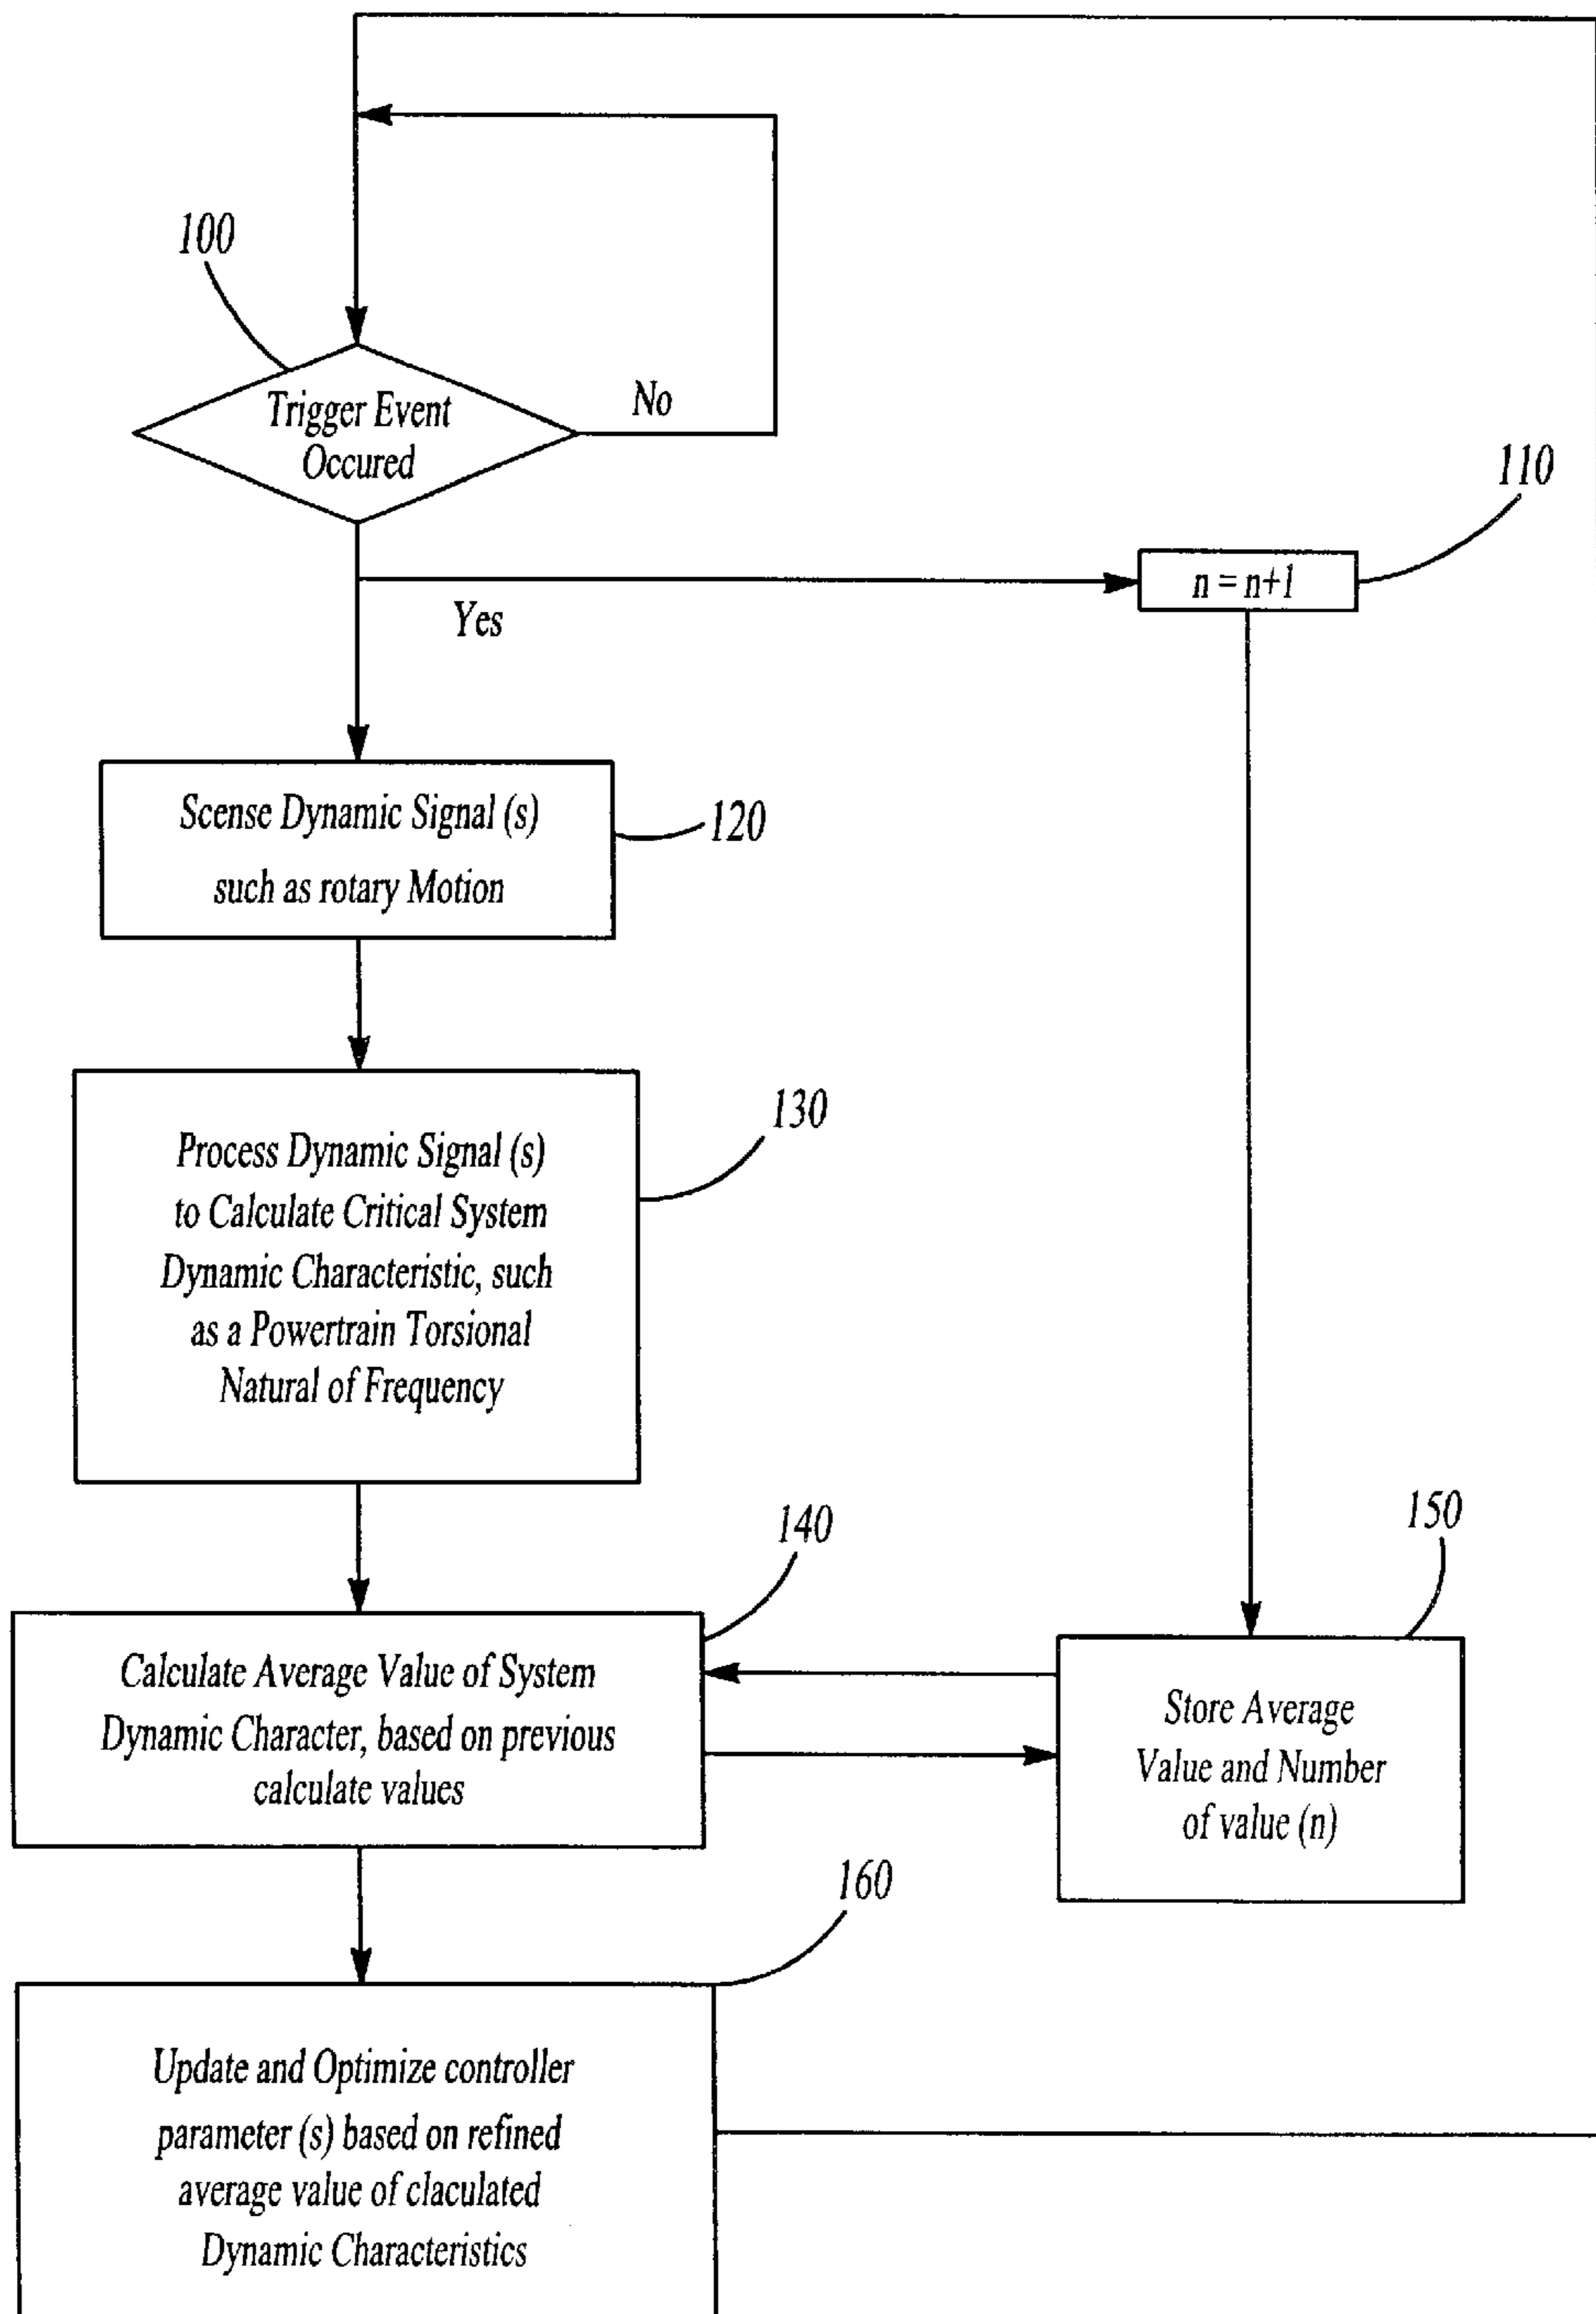 100
Trigger Event
Occured
No
110
n = n+1
Yes
Scense Dynamic Signal (s)
such as rotary Motion
120
130
Process Dynamic Signal (s)
to Calculate Critical System
Dynamic Characteristic, such
as a Powertrain Torsional
Natural of Frequency
140
150
Calculate Average Value of System
Dynamic Character, based on previous
calculate values
Store Average
Value and Number
of value (n)
160
Update and Optimize controller
parameter (s) based on refined
average value of claculated
Dynamic Characteristics